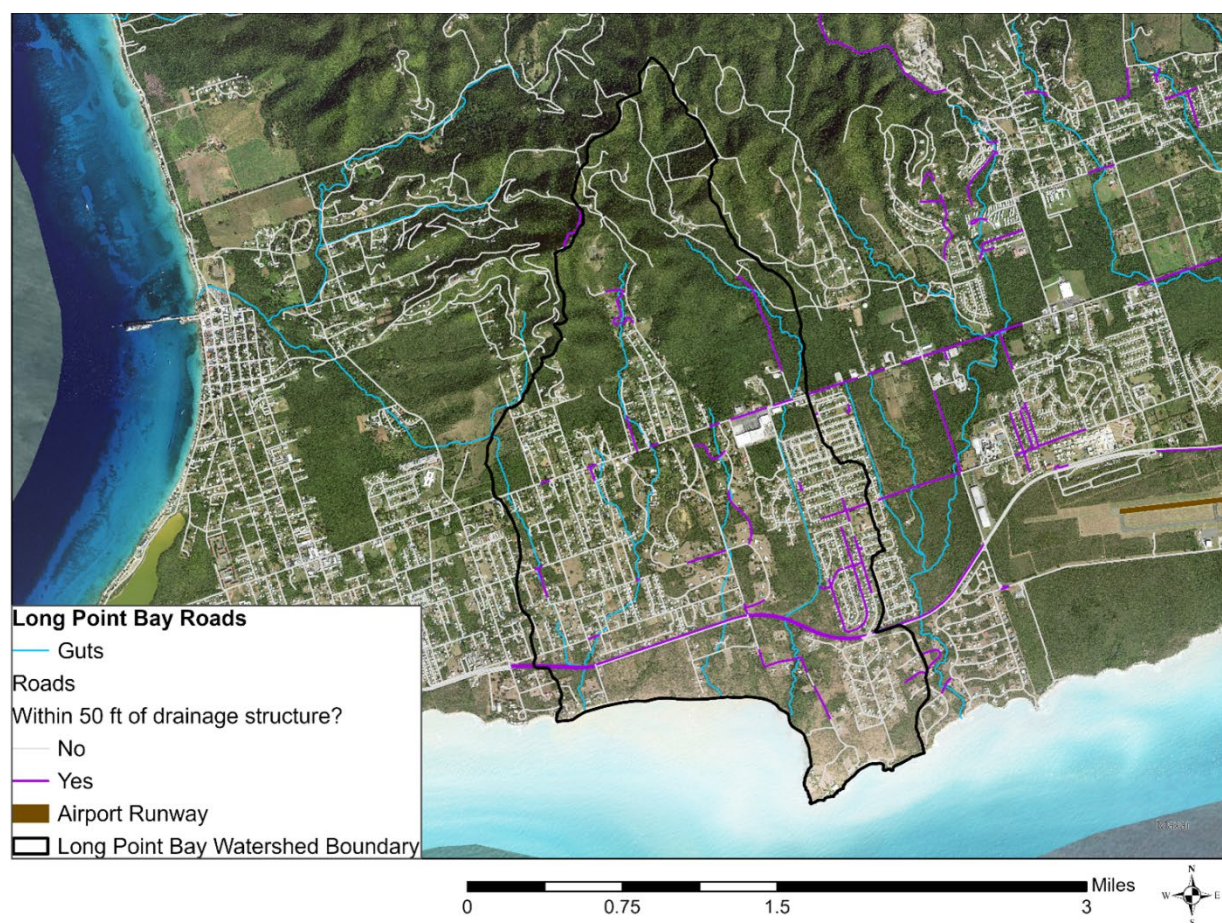 Long Point Bay Roads
Guts
Roads
Within 50 ft of drainage structure?
No
Yes
Airport Runway
Long Point Bay Watershed Boundary
Miles
0 0.75 1.5 3
N
W E
S